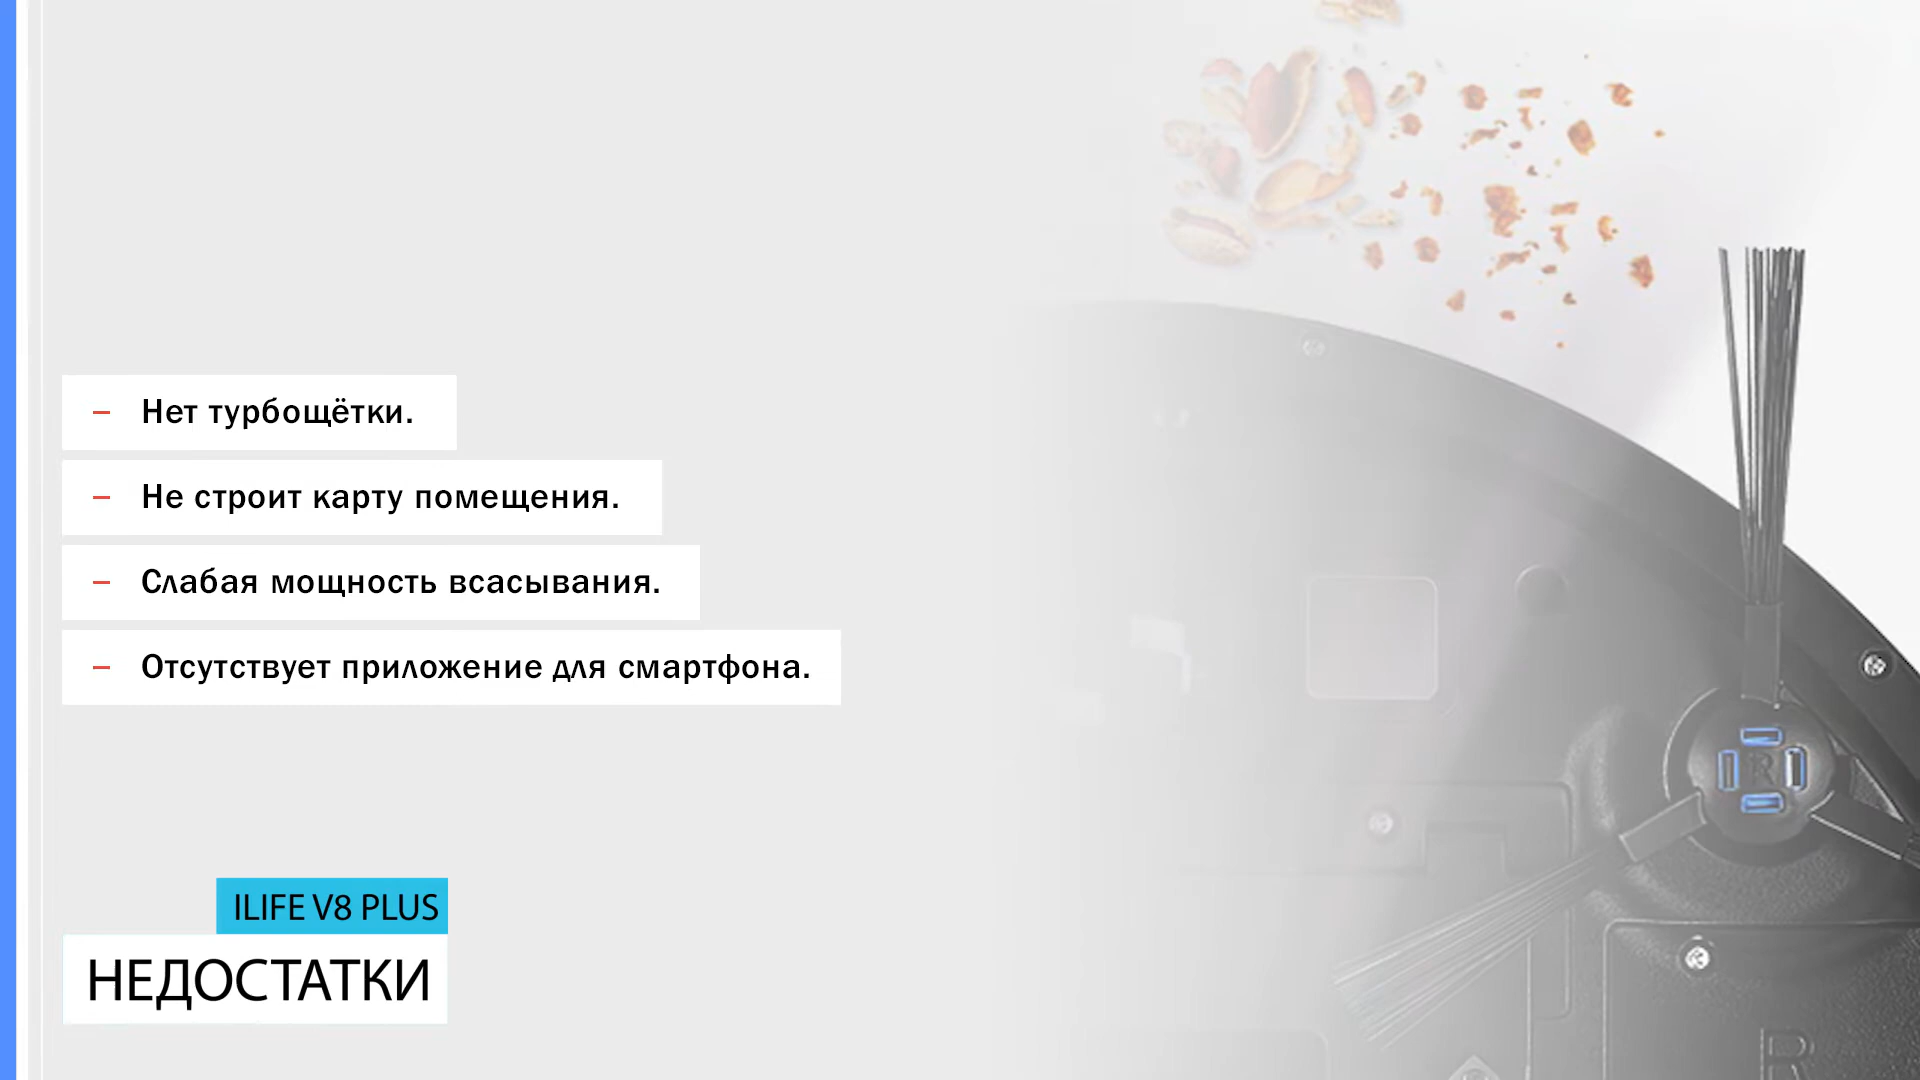 – Нет турбощётки.
– Не строит карту помещения.
– Слабая мощность всасывания.
– Отсутствует приложение для смартфона.
ILIFE V8 PLUS
НЕДОСТАТКИ
R
R